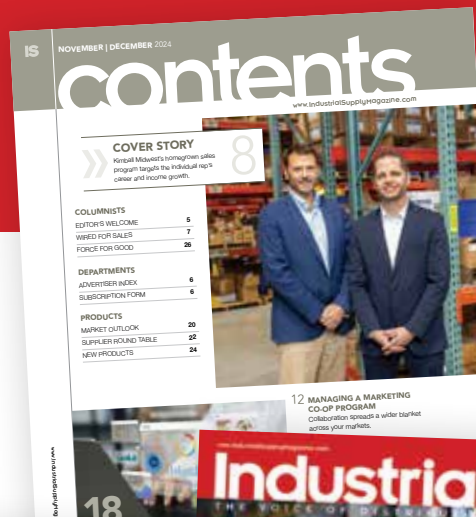 IS
NOVEMBER | DECEMBER 2024
contents
www.IndustrialSupplyMagazine.com
COVER STORY
Kimball Midwest's homegrown sales
program targets the individual rep's
career and income growth.
8
COLUMNISTS
EDITOR'S WELCOME 5
WIRED FOR SALES 7
FORCE FOR GOOD 26
DEPARTMENTS
ADVERTISER INDEX 6
SUBSCRIPTION FORM 6
PRODUCTS
MARKET OUTLOOK 20
SUPPLIER ROUND TABLE 22
NEW PRODUCTS 24
12 MANAGING A MARKETING
CO-OP PROGRAM
Collaboration spreads a wider blanket
across your markets.
18
Industria
THE VOICE OF